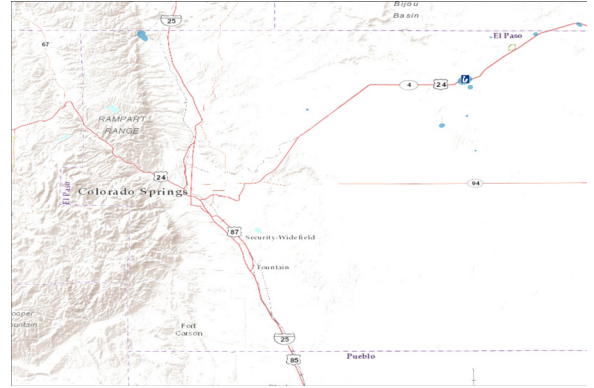 Bijou
Basin
25
El Paso
67
4
24
RAMPART
RANGE
24
94
El Paso
Colorado Springs
87
Security-Widefield
Fountain
Fort
Carson
25
Pueblo
85